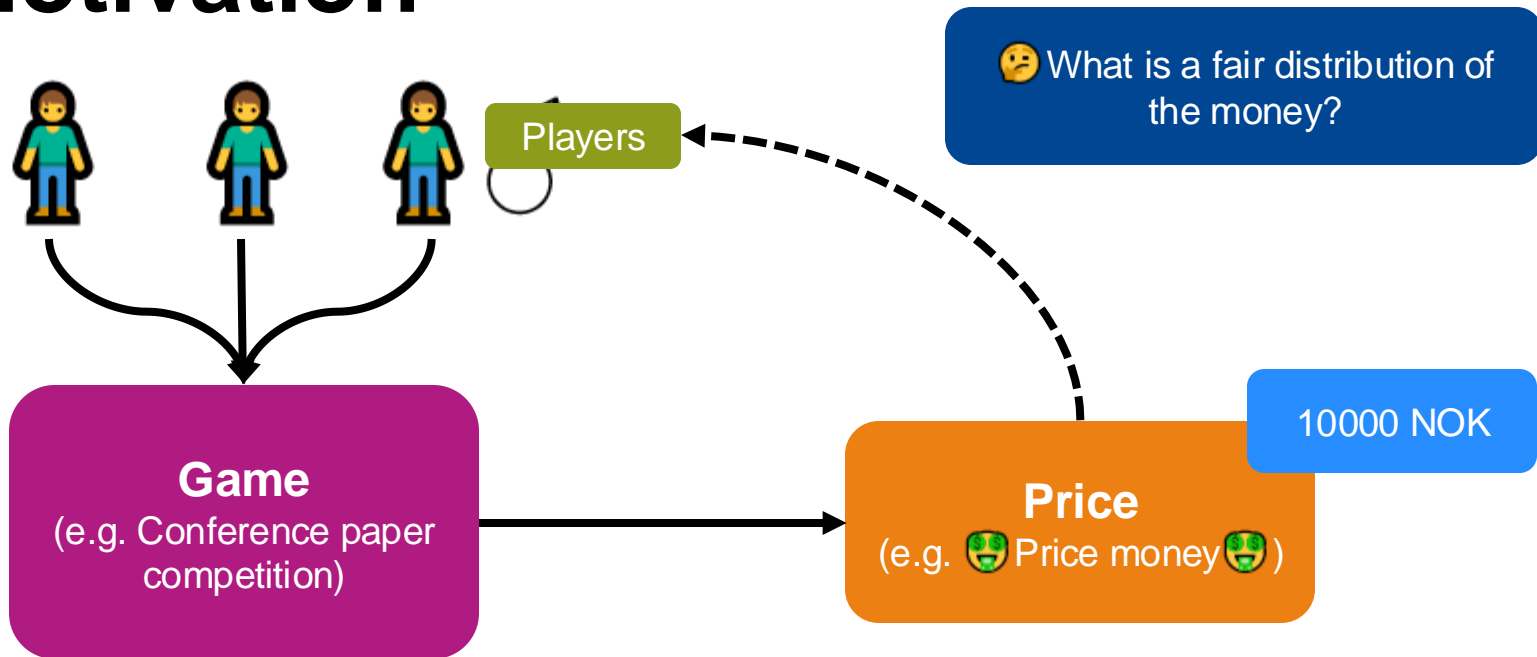 🤔What is a fair distribution of
the money?
Players
10000 NOK
Game
(e.g. Conference paper
competition)
Price
(e.g. 🤑Price money🤑)